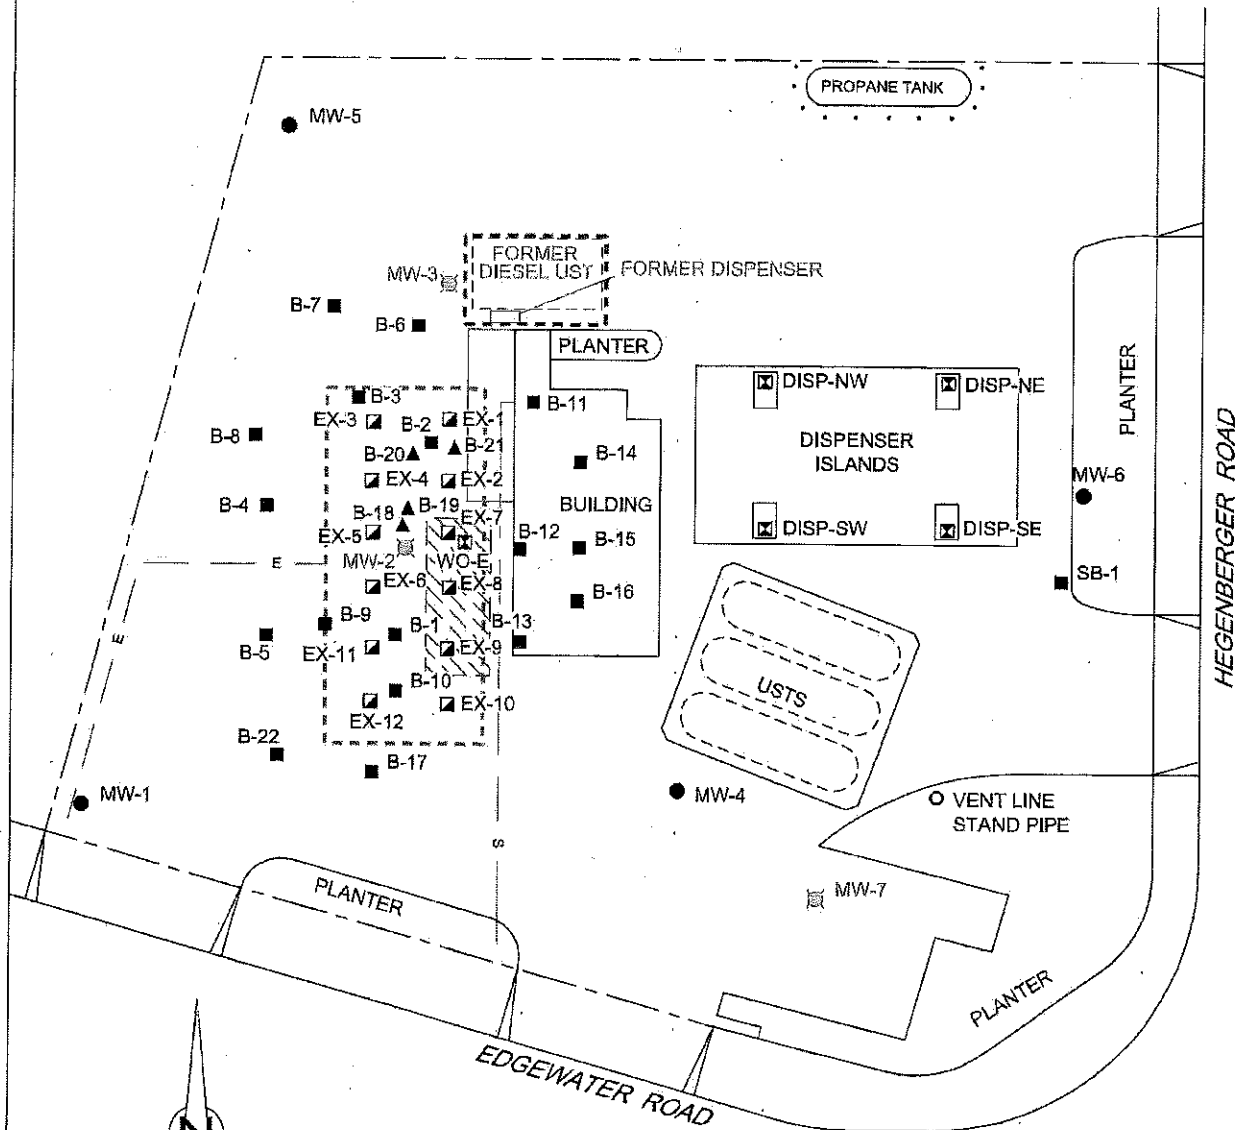 PROPANE TANK
MW-5
FORMER
DIESEL UST
FORMER DISPENSER
MW-3
B-7
B-6
PLANTER
PLANTER
DISP-NW
DISP-NE
B-3
B-11
EX-3
B-2
EX-1
HEGENBERGER ROAD
B-8
B-20
B-21
B-14
DISPENSER
ISLANDS
EX-4
EX-2
MW-6
B-4
B-19
B-18
EX-7
BUILDING
EX-5
B-12
DISP-SW
DISP-SE
MW-2
WO-E
B-15
E
EX-6
EX-8
SB-1
B-16
B-9
B-1
B-13
E
B-5
EX-11
EX-9
B-10
USTS
EX-12
EX-10
B-22
B-17
MW-1
MW-4
VENT LINE
STAND PIPE
S
PLANTER
MW-7
PLANTER
EDGEWATER ROAD
N